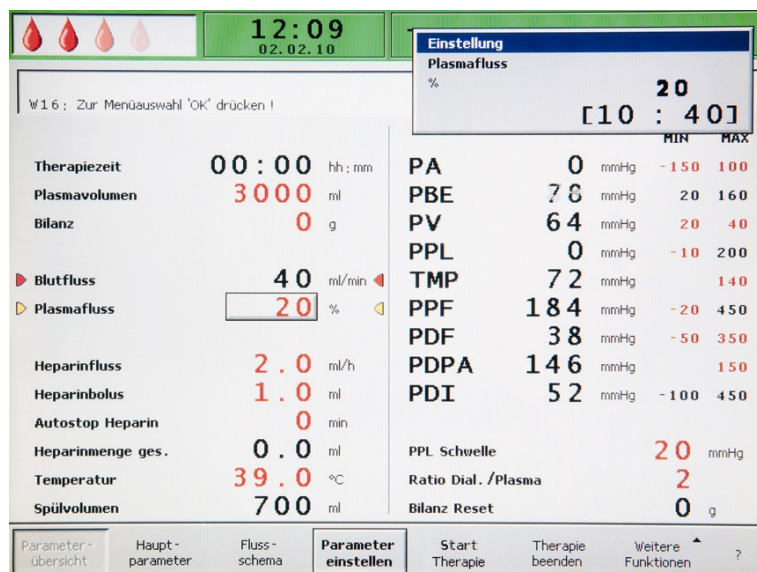 12:09
02.02.10
Einstellung
Plasmafluss
% 20
[10 : 40]
W16: Zur Menüauswahl 'OK' drücken !
MIN MAX
Therapiezeit 00:00 hh:mm
Plasmavolumen 3000 ml
Bilanz 0 g
Blutfluss 40 ml/min
Plasmafluss 20 %
Heparinfluss 2.0 ml/h
Heparinbolus 1.0 ml
Autostop Heparin 0 min
Heparinmenge ges. 0.0 ml
Temperatur 39.0 °C
Spülvolumen 700 ml
PA 0 mmHg -150 100
PBE 78 mmHg 20 160
PV 64 mmHg 20 40
PPL 0 mmHg -10 200
TMP 72 mmHg 140
PPF 184 mmHg -20 450
PDF 38 mmHg -50 350
PDPA 146 mmHg 150
PDI 52 mmHg -100 450
PPL Schwelle 20 mmHg
Ratio Dial./Plasma 2
Bilanz Reset 0 g
Parameter-
übersicht
Haupt-
parameter
Fluss-
schema
Parameter
einstellen
Start
Therapie
Therapie
beenden
Weitere
Funktionen
?